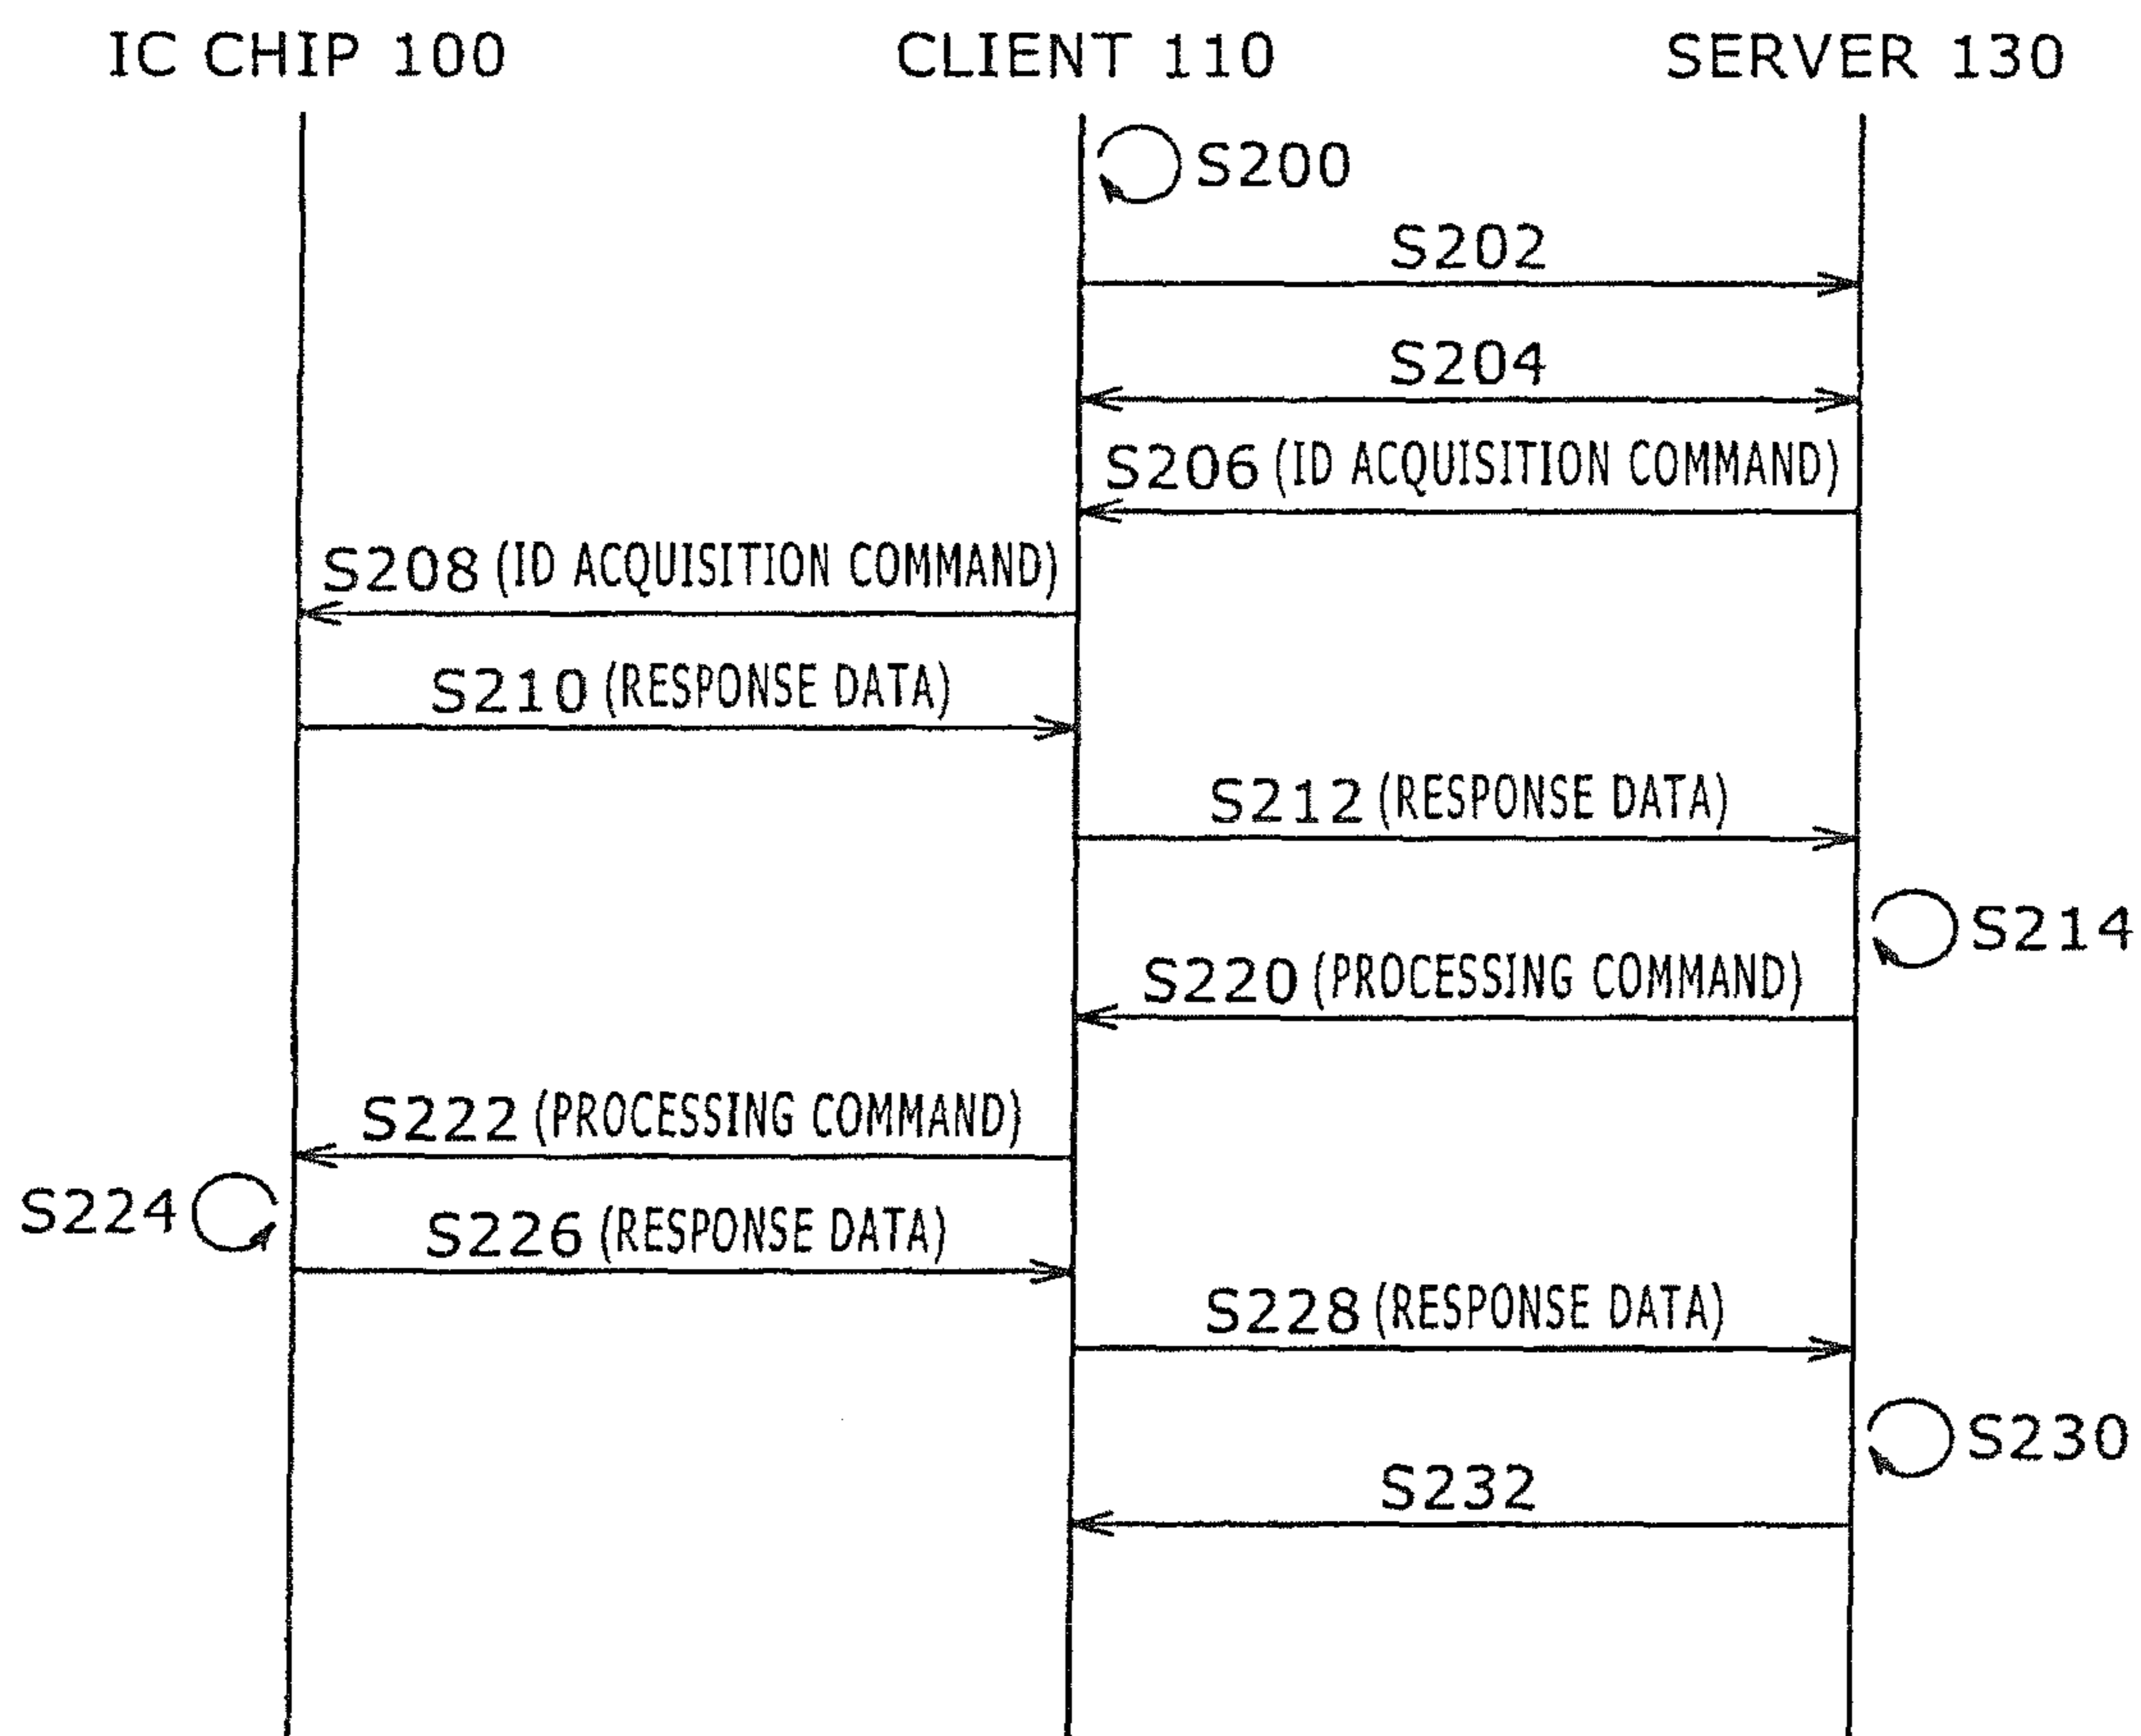 IC CHIP 100 CLIENT 110 SERVER 130
S200
S202
S204
S206 (ID ACQUISITION COMMAND)
S208 (ID ACQUISITION COMMAND)
S210 (RESPONSE DATA)
S212 (RESPONSE DATA)
S214
S220 (PROCESSING COMMAND)
S222 (PROCESSING COMMAND)
S224
S226 (RESPONSE DATA)
S228 (RESPONSE DATA)
S230
S232